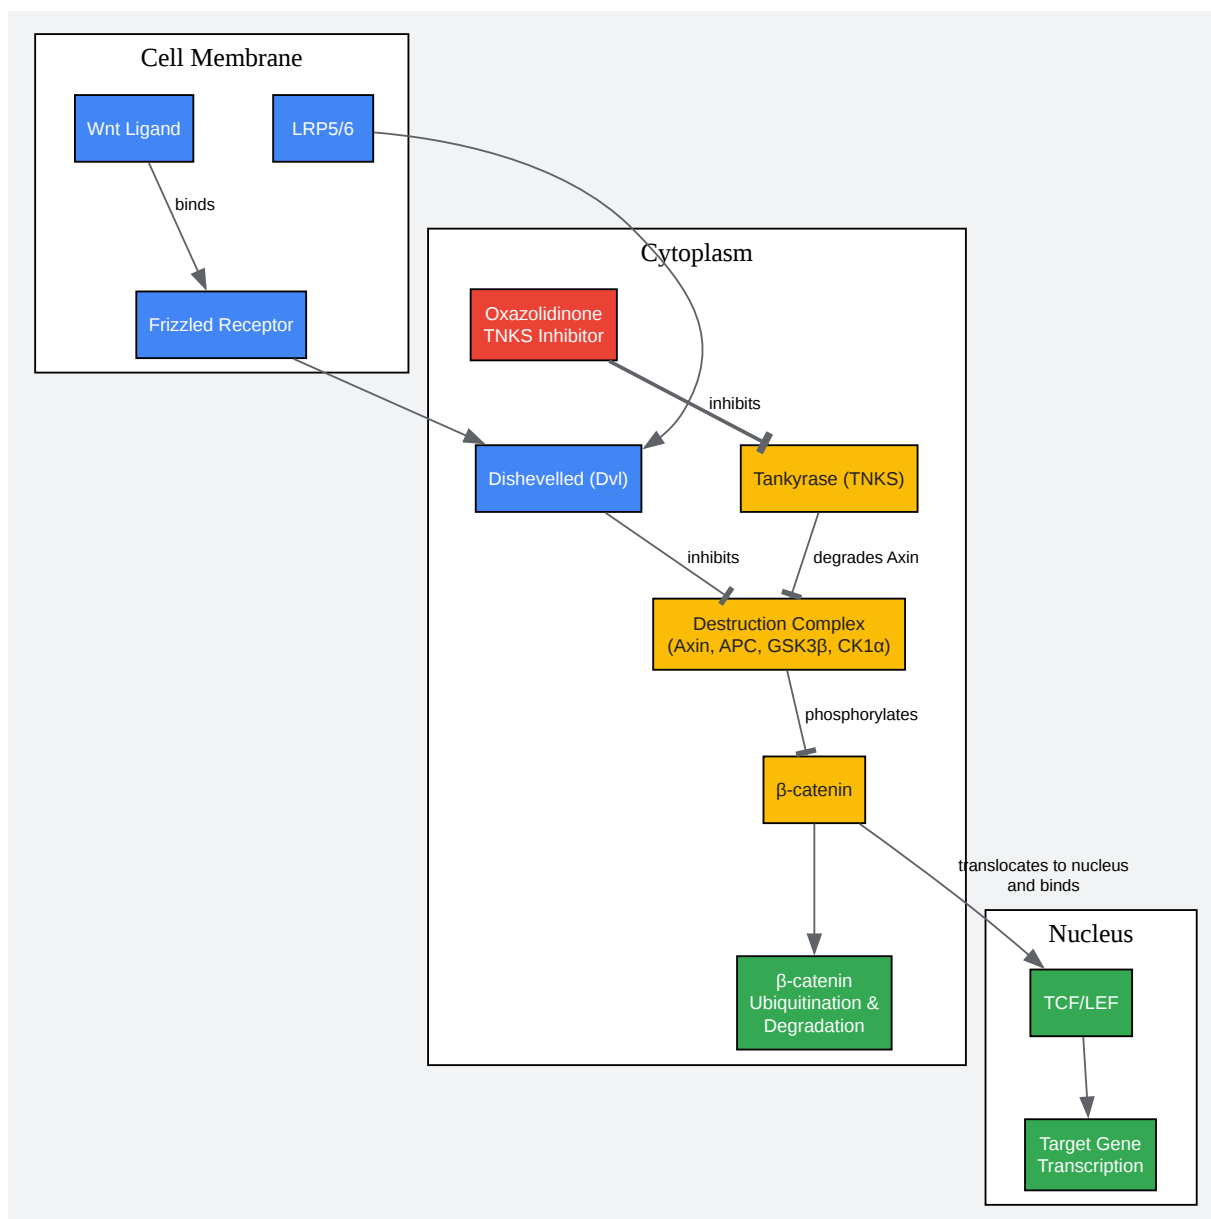 Cell Membrane
Wnt Ligand
LRP5/6
binds
Frizzled Receptor
Cytoplasm
Oxazolidinone
TNKS Inhibitor
inhibits
Dishevelled (Dvl)
Tankyrase (TNKS)
inhibits
degrades Axin
Destruction Complex
(Axin, APC, GSK3β, CK1α)
phosphorylates
β-catenin
translocates to nucleus
and binds
β-catenin
Ubiquitination &
Degradation
Nucleus
TCF/LEF
Target Gene
Transcription